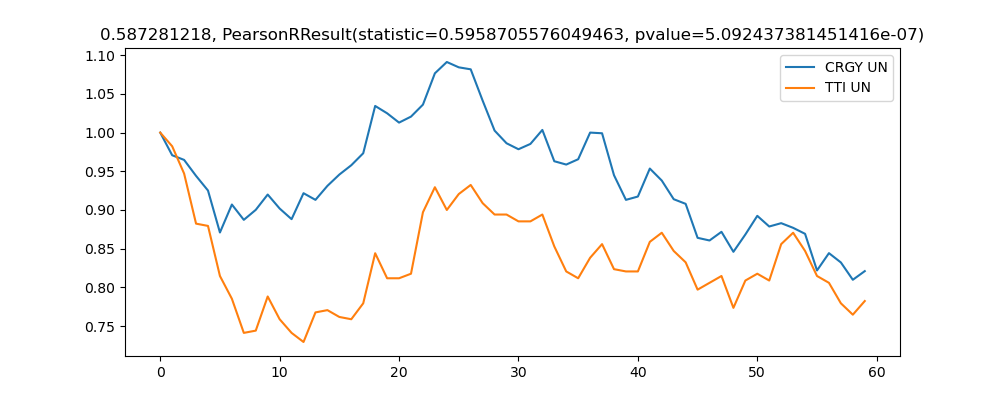 0.587281218, PearsonRResult(statistic=0.5958705576049463, pvalue=5.092437381451416e-07)
CRGY UN
TTI UN
1.10
1.05
1.00
0.95
0.90
0.85
0.80
0.75
0 10 20 30 40 50 60